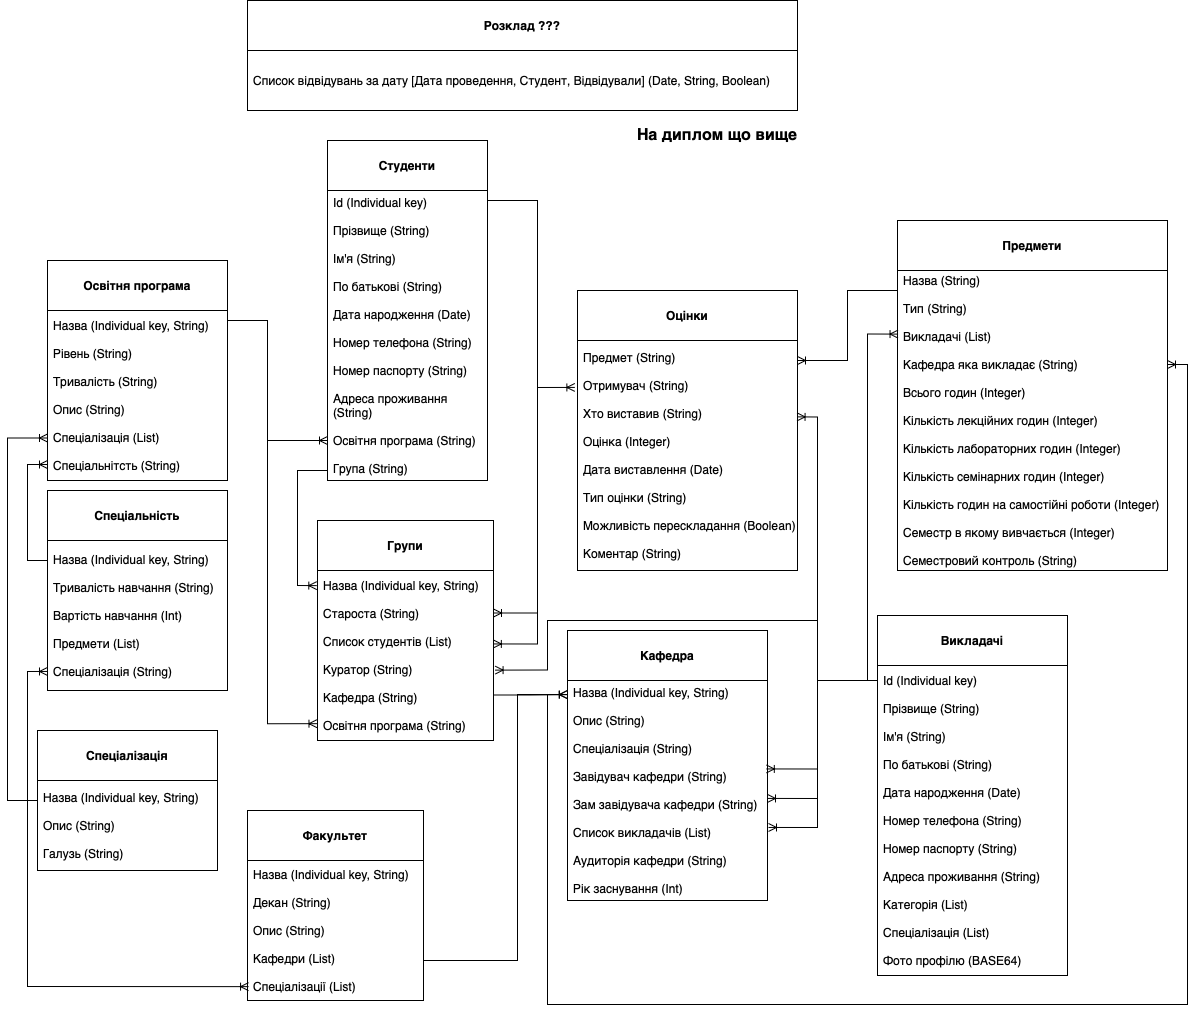 Розклад ???
Список відвідувань за дату [Дата проведення, Студент, Відвідували] (Date, String, Boolean)
На диплом що вище
Студенти
Id (Individual key)
Прізвище (String)
Ім'я (String)
По батькові (String)
Дата народження (Date)
Номер телефона (String)
Номер паспорту (String)
Адреса проживання
(String)
Освітня програма (String)
Група (String)
Освітня програма
Назва (Individual key, String)
Рівень (String)
Тривалість (String)
Опис (String)
Спеціалізація (List)
Спеціальнітсть (String)
Спеціальність
Назва (Individual key, String)
Тривалість навчання (String)
Вартість навчання (Int)
Предмети (List)
Спеціалізація (String)
Спеціалізація
Назва (Individual key, String)
Опис (String)
Галузь (String)
Групи
Назва (Individual key, String)
Староста (String)
Список студентів (List)
Куратор (String)
Кафедра (String)
Освітня програма (String)
Факультет
Назва (Individual key, String)
Декан (String)
Опис (String)
Кафедри (List)
Спеціалізації (List)
Оцінки
Предмет (String)
Отримувач (String)
Хто виставив (String)
Оцінка (Integer)
Дата виставлення (Date)
Тип оцінки (String)
Можливість перескладання (Boolean)
Коментар (String)
Кафедра
Назва (Individual key, String)
Опис (String)
Спеціалізація (String)
Завідувач кафедри (String)
Зам завідувача кафедри (String)
Список викладачів (List)
Аудиторія кафедри (String)
Рік заснування (Int)
Предмети
Назва (String)
Тип (String)
Викладачі (List)
Кафедра яка викладає (String)
Всього годин (Integer)
Кількість лекційних годин (Integer)
Кількість лабораторних годин (Integer)
Кількість семінарних годин (Integer)
Кількість годин на самостійні роботи (Integer)
Семестр в якому вивчається (Integer)
Семестровий контроль (String)
Викладачі
Id (Individual key)
Прізвище (String)
Ім'я (String)
По батькові (String)
Дата народження (Date)
Номер телефона (String)
Номер паспорту (String)
Адреса проживання (String)
Категорія (List)
Спеціалізація (List)
Фото профілю (BASE64)